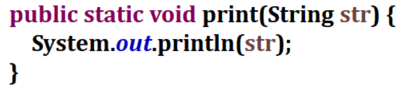 public static void print(String str) {
System.out.println(str);
}